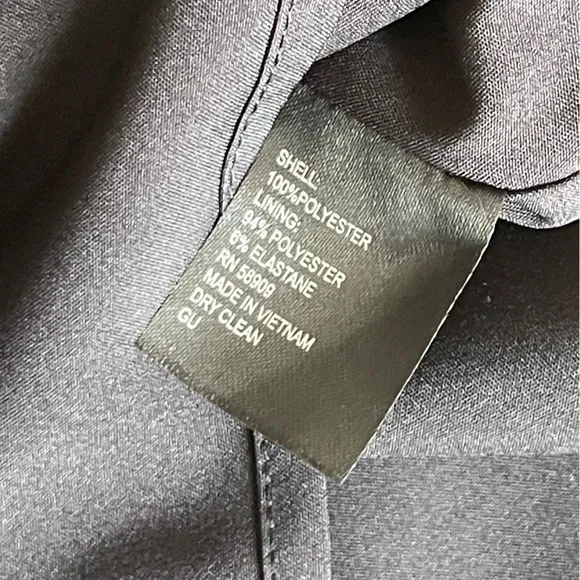 SHELL:
100%POLYESTER
LINING:
94% POLYESTER
6% ELASTANE
RN 58909
MADE IN VIETNAM
DRY CLEAN
GU